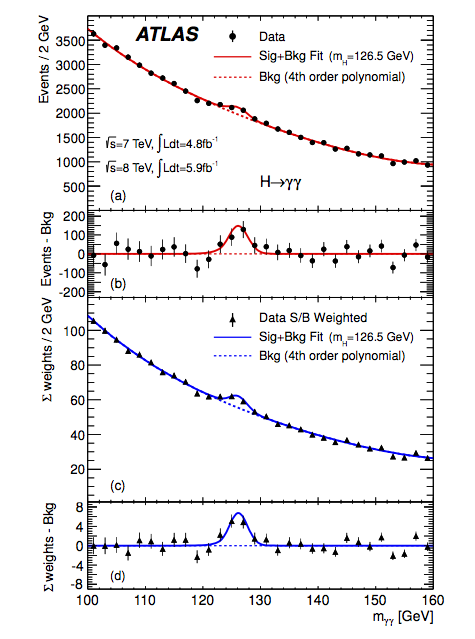 ATLAS
Data
Sig+Bkg Fit (m_H=126.5 GeV)
Bkg (4th order polynomial)
Events / 2 GeV
3500
3000
2500
2000
1500
1000
500
√s=7 TeV, ∫Ldt=4.8fb⁻¹
√s=8 TeV, ∫Ldt=5.9fb⁻¹
H→γγ
(a)
Events - Bkg
200
100
0
-100
-200
(b)
Σ weights / 2 GeV
100
80
60
40
20
Data S/B Weighted
Sig+Bkg Fit (m_H=126.5 GeV)
Bkg (4th order polynomial)
(c)
Σ weights - Bkg
8
4
0
-4
-8
(d)
100 110 120 130 140 150 160
m_γγ [GeV]